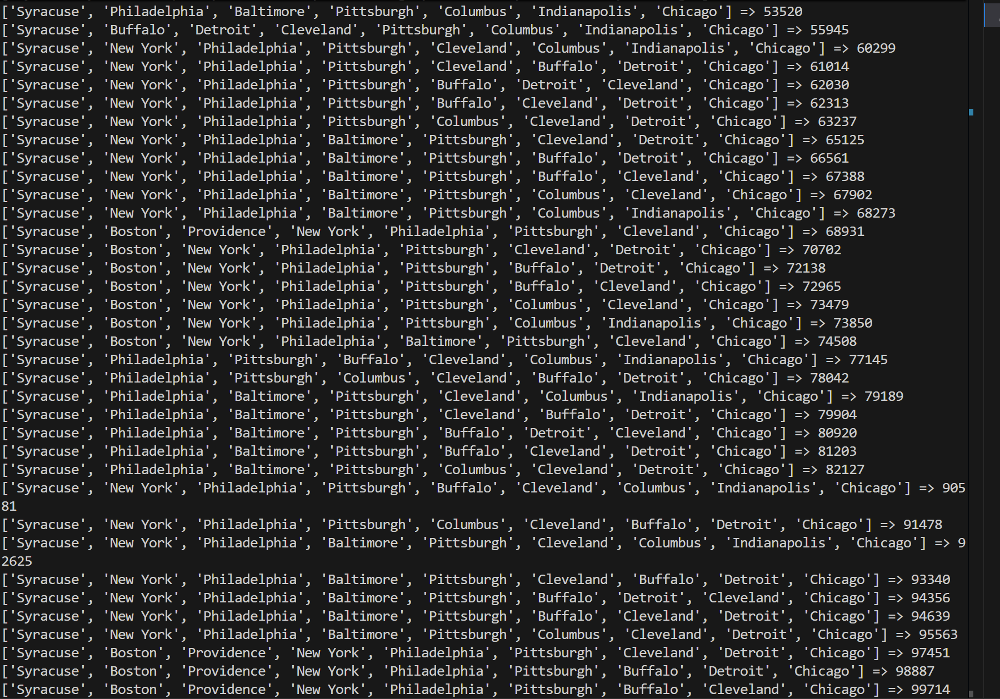 ['Syracuse', 'Philadelphia', 'Baltimore', 'Pittsburgh', 'Columbus', 'Indianapolis', 'Chicago'] => 53520
['Syracuse', 'Buffalo', 'Detroit', 'Cleveland', 'Pittsburgh', 'Columbus', 'Indianapolis', 'Chicago'] => 55945
['Syracuse', 'New York', 'Philadelphia', 'Pittsburgh', 'Cleveland', 'Columbus', 'Indianapolis', 'Chicago'] => 60299
['Syracuse', 'New York', 'Philadelphia', 'Pittsburgh', 'Cleveland', 'Buffalo', 'Detroit', 'Chicago'] => 61014
['Syracuse', 'New York', 'Philadelphia', 'Pittsburgh', 'Buffalo', 'Detroit', 'Cleveland', 'Chicago'] => 62030
['Syracuse', 'New York', 'Philadelphia', 'Pittsburgh', 'Buffalo', 'Cleveland', 'Detroit', 'Chicago'] => 62313
['Syracuse', 'New York', 'Philadelphia', 'Pittsburgh', 'Columbus', 'Cleveland', 'Detroit', 'Chicago'] => 63237
['Syracuse', 'New York', 'Philadelphia', 'Baltimore', 'Pittsburgh', 'Cleveland', 'Detroit', 'Chicago'] => 65125
['Syracuse', 'New York', 'Philadelphia', 'Baltimore', 'Pittsburgh', 'Buffalo', 'Detroit', 'Chicago'] => 66561
['Syracuse', 'New York', 'Philadelphia', 'Baltimore', 'Pittsburgh', 'Buffalo', 'Cleveland', 'Chicago'] => 67388
['Syracuse', 'New York', 'Philadelphia', 'Baltimore', 'Pittsburgh', 'Columbus', 'Cleveland', 'Chicago'] => 67902
['Syracuse', 'New York', 'Philadelphia', 'Baltimore', 'Pittsburgh', 'Columbus', 'Indianapolis', 'Chicago'] => 68273
['Syracuse', 'Boston', 'Providence', 'New York', 'Philadelphia', 'Pittsburgh', 'Cleveland', 'Chicago'] => 68931
['Syracuse', 'Boston', 'New York', 'Philadelphia', 'Pittsburgh', 'Cleveland', 'Detroit', 'Chicago'] => 70702
['Syracuse', 'Boston', 'New York', 'Philadelphia', 'Pittsburgh', 'Buffalo', 'Detroit', 'Chicago'] => 72138
['Syracuse', 'Boston', 'New York', 'Philadelphia', 'Pittsburgh', 'Buffalo', 'Cleveland', 'Chicago'] => 72965
['Syracuse', 'Boston', 'New York', 'Philadelphia', 'Pittsburgh', 'Columbus', 'Cleveland', 'Chicago'] => 73479
['Syracuse', 'Boston', 'New York', 'Philadelphia', 'Pittsburgh', 'Columbus', 'Indianapolis', 'Chicago'] => 73850
['Syracuse', 'Boston', 'New York', 'Philadelphia', 'Baltimore', 'Pittsburgh', 'Cleveland', 'Chicago'] => 74508
['Syracuse', 'Philadelphia', 'Pittsburgh', 'Buffalo', 'Cleveland', 'Columbus', 'Indianapolis', 'Chicago'] => 77145
['Syracuse', 'Philadelphia', 'Pittsburgh', 'Columbus', 'Cleveland', 'Buffalo', 'Detroit', 'Chicago'] => 78042
['Syracuse', 'Philadelphia', 'Baltimore', 'Pittsburgh', 'Cleveland', 'Columbus', 'Indianapolis', 'Chicago'] => 79189
['Syracuse', 'Philadelphia', 'Baltimore', 'Pittsburgh', 'Cleveland', 'Buffalo', 'Detroit', 'Chicago'] => 79904
['Syracuse', 'Philadelphia', 'Baltimore', 'Pittsburgh', 'Buffalo', 'Detroit', 'Cleveland', 'Chicago'] => 80920
['Syracuse', 'Philadelphia', 'Baltimore', 'Pittsburgh', 'Buffalo', 'Cleveland', 'Detroit', 'Chicago'] => 81203
['Syracuse', 'Philadelphia', 'Baltimore', 'Pittsburgh', 'Columbus', 'Cleveland', 'Detroit', 'Chicago'] => 82127
['Syracuse', 'New York', 'Philadelphia', 'Pittsburgh', 'Buffalo', 'Cleveland', 'Columbus', 'Indianapolis', 'Chicago'] => 905
81
['Syracuse', 'New York', 'Philadelphia', 'Pittsburgh', 'Columbus', 'Cleveland', 'Buffalo', 'Detroit', 'Chicago'] => 91478
['Syracuse', 'New York', 'Philadelphia', 'Baltimore', 'Pittsburgh', 'Cleveland', 'Columbus', 'Indianapolis', 'Chicago'] => 9
2625
['Syracuse', 'New York', 'Philadelphia', 'Baltimore', 'Pittsburgh', 'Cleveland', 'Buffalo', 'Detroit', 'Chicago'] => 93340
['Syracuse', 'New York', 'Philadelphia', 'Baltimore', 'Pittsburgh', 'Buffalo', 'Detroit', 'Cleveland', 'Chicago'] => 94356
['Syracuse', 'New York', 'Philadelphia', 'Baltimore', 'Pittsburgh', 'Buffalo', 'Cleveland', 'Detroit', 'Chicago'] => 94639
['Syracuse', 'New York', 'Philadelphia', 'Baltimore', 'Pittsburgh', 'Columbus', 'Cleveland', 'Detroit', 'Chicago'] => 95563
['Syracuse', 'Boston', 'Providence', 'New York', 'Philadelphia', 'Pittsburgh', 'Cleveland', 'Detroit', 'Chicago'] => 97451
['Syracuse', 'Boston', 'Providence', 'New York', 'Philadelphia', 'Pittsburgh', 'Buffalo', 'Detroit', 'Chicago'] => 98887
['Syracuse', 'Boston', 'Providence', 'New York', 'Philadelphia', 'Pittsburgh', 'Buffalo', 'Cleveland', 'Chicago'] => 99714